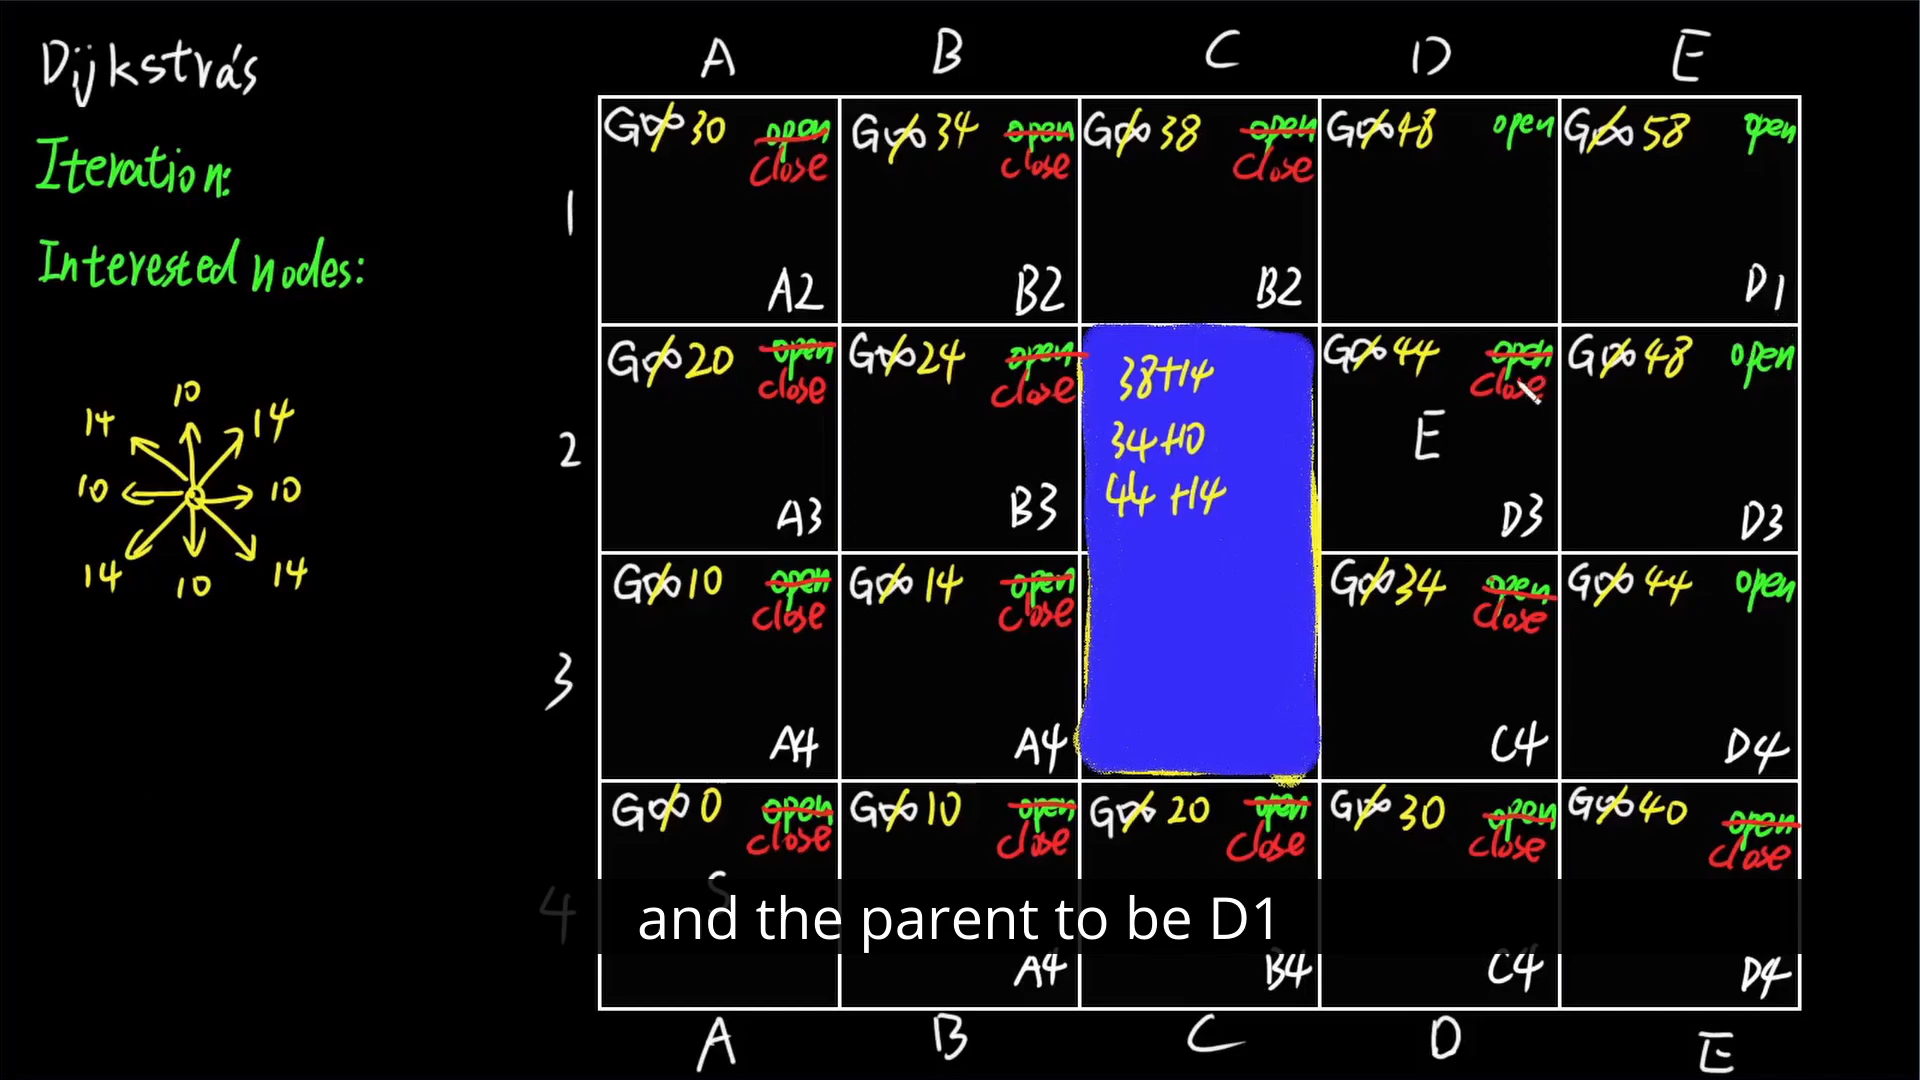 Dijkstra's
Iteration:
Interested nodes:
14 10 14
10 10
14 10 14
A B C D E
1
G∞ 30 open close A2
G∞ 34 open close B2
G∞ 38 open close B2
G∞ 48 open
G∞ 58 open D1
2
G∞ 20 open close A3
G∞ 24 open close B3
38+14
34+10
44+14
G∞ 44 open close E D3
G∞ 48 open D3
3
G∞ 10 open close A4
G∞ 14 open close A4
G∞ 34 open close C4
G∞ 44 open D4
4
G∞ 0 open close S
G∞ 10 open close A4
G∞ 20 open close B4
G∞ 30 open close C4
G∞ 40 open close D4
and the parent to be D1
A B C D E